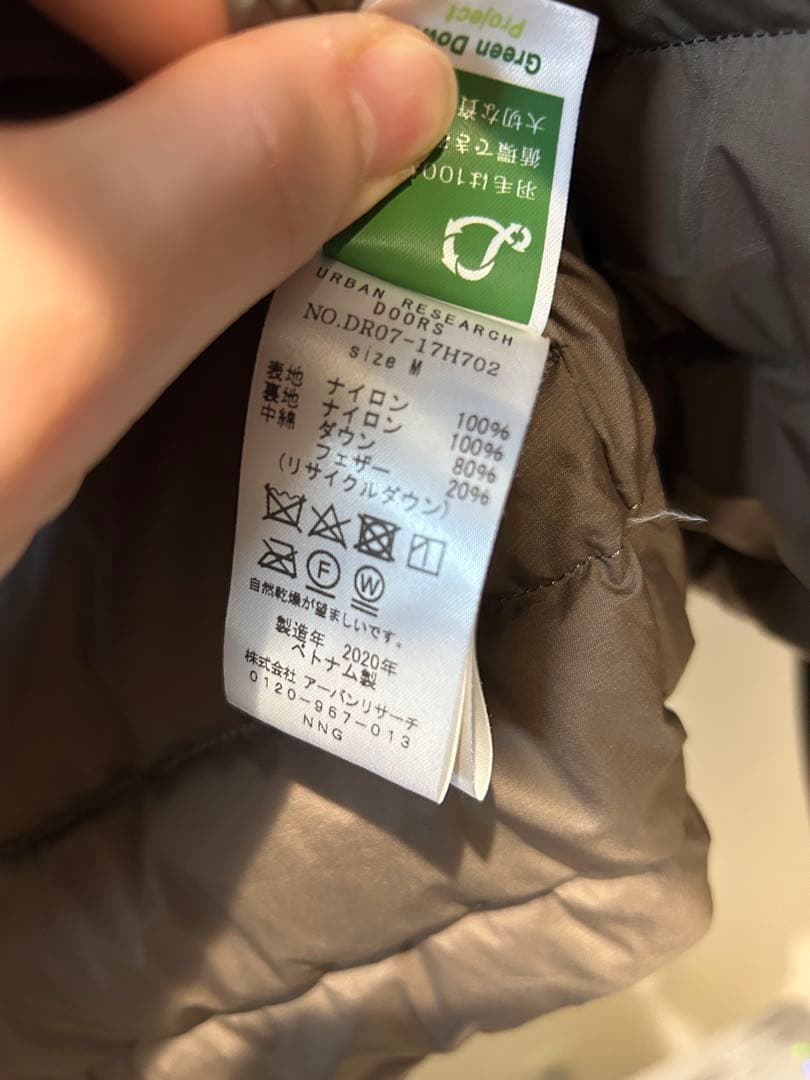 Green Down
Project
大切な資
循環でき
羽毛は100
URBAN RESEARCH
DOORS
NO.DR07-17H702
size M
表地 ナイロン 100%
裏地 ナイロン 100%
中綿 ダウン 80%
フェザー 20%
(リサイクルダウン)
F W
自然乾燥が望ましいです。
製造年 2020年
ベトナム製
株式会社 アーバンリサーチ
0120-967-013
NNG